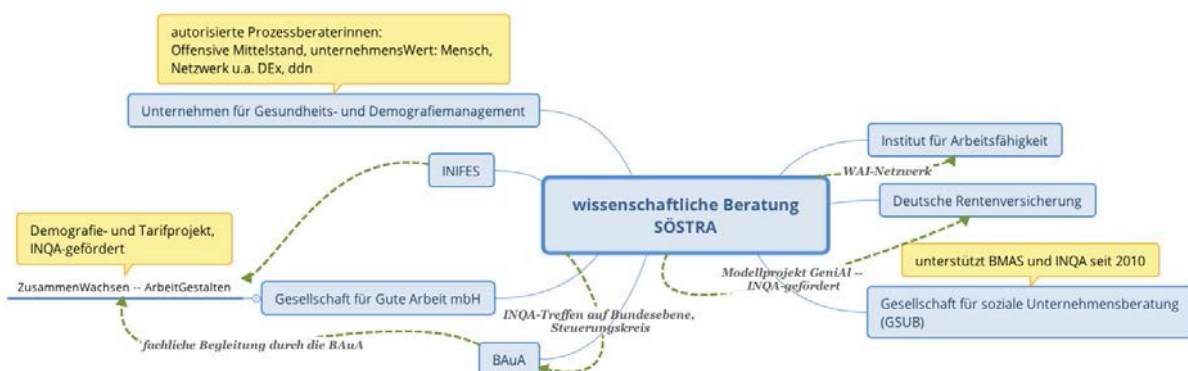 autorisierte Prozessberaterinnen:
Offensive Mittelstand, unternehmensWert: Mensch,
Netzwerk u.a. DEx, ddn
Unternehmen für Gesundheits- und Demografiemanagement
Institut für Arbeitsfähigkeit
INIFES
WAI-Netzwerk
wissenschaftliche Beratung
SÖSTRA
Deutsche Rentenversicherung
Demografie- und Tarifprojekt,
INQA-gefördert
unterstützt BMAS und INQA seit 2010
Modellprojekt GeniAl --
INQA-gefördert
ZusammenWachsen -- ArbeitGestalten
Gesellschaft für Gute Arbeit mbH
Gesellschaft für soziale Unternehmensberatung
(GSUB)
INQA-Treffen auf Bundesebene,
Steuerungskreis
fachliche Begleitung durch die BAuA
BAuA